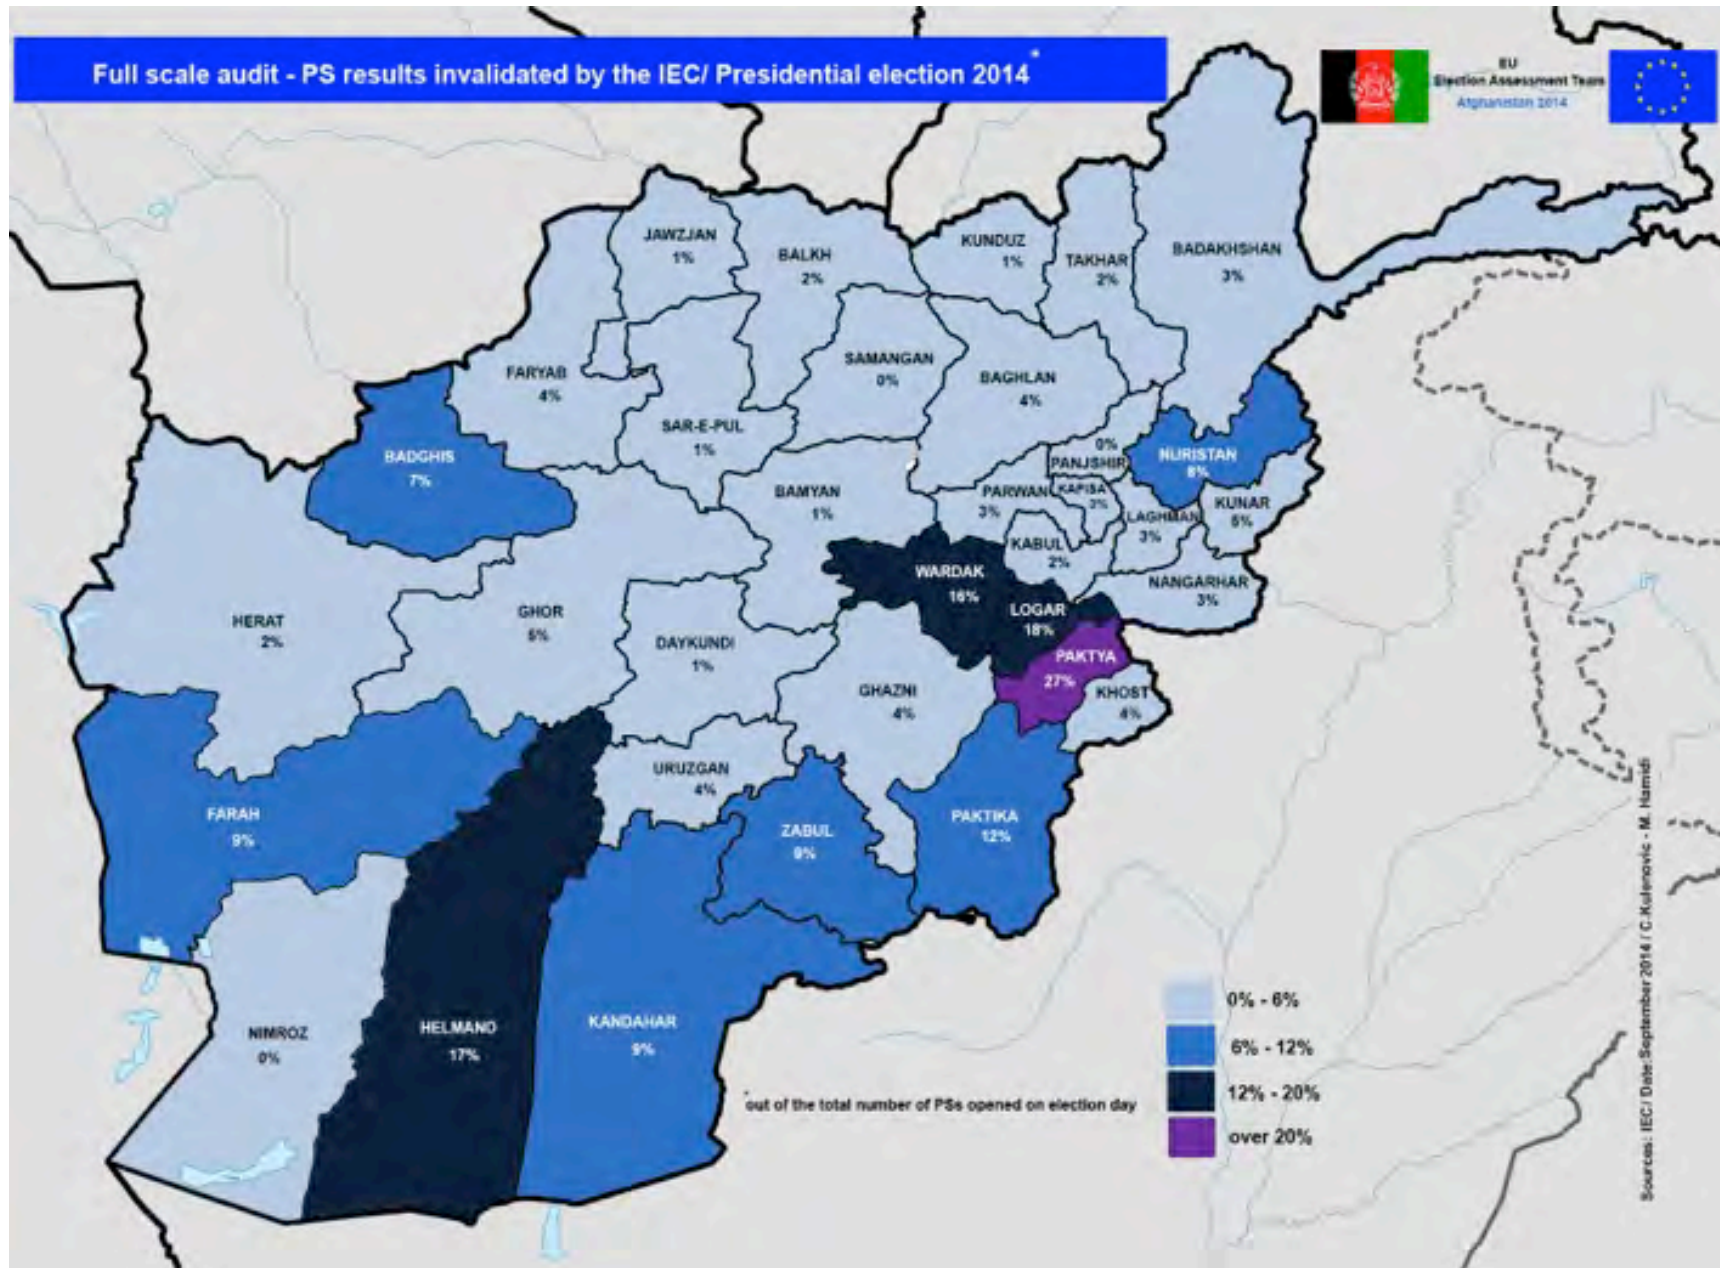 Full scale audit - PS results invalidated by the IEC/ Presidential election 2014*
EU
Election Assessment Team
Afghanistan 2014
JAWZJAN
1%
BALKH
2%
KUNDUZ
1%
TAKHAR
2%
BADAKHSHAN
3%
FARYAB
4%
SAMANGAN
0%
BAGHLAN
4%
SAR-E-PUL
1%
BADGHIS
7%
0%
PANJSHIR
NURISTAN
8%
BAMYAN
1%
PARWAN
3%
KAPISA
3%
LAGHMAN
3%
KUNAR
5%
KABUL
2%
WARDAK
16%
NANGARHAR
3%
LOGAR
18%
HERAT
2%
GHOR
5%
DAYKUNDI
1%
PAKTYA
27%
GHAZNI
4%
KHOST
4%
URUZGAN
4%
FARAH
9%
ZABUL
9%
PAKTIKA
12%
NIMROZ
0%
HELMAND
17%
KANDAHAR
9%
0% - 6%
6% - 12%
12% - 20%
over 20%
*out of the total number of PSs opened on election day
Sources: IEC/ Date:September 2014 / C.Kulenovic - M. Hamidi